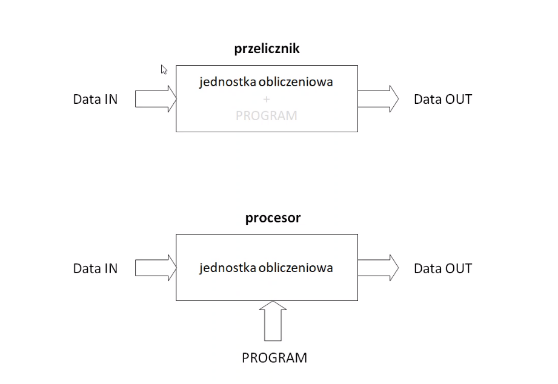 przelicznik
jednostka obliczeniowa
Data IN
+
Data OUT
PROGRAM
procesor
Data IN
jednostka obliczeniowa
Data OUT
PROGRAM